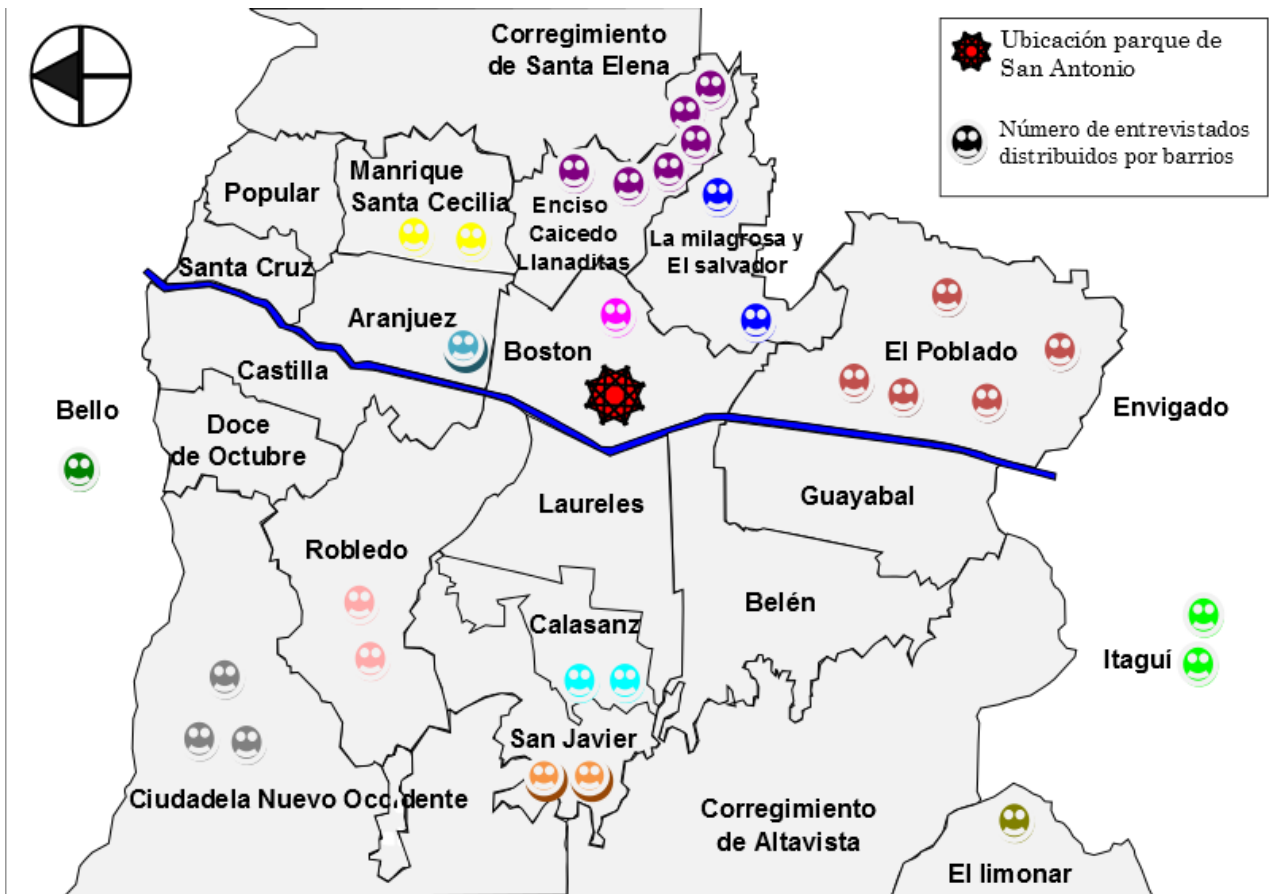 Corregimiento
de Santa Elena
Ubicación parque de
San Antonio
Número de entrevistados
distribuidos por barrios
Popular
Manrique
Santa Cecilia
Enciso
Caicedo
Llanaditas
La milagrosa y
El salvador
Santa Cruz
Aranjuez
Boston
El Poblado
Castilla
Bello
Doce
de Octubre
Envigado
Laureles
Guayabal
Robledo
Calasanz
Belén
Itaguí
San Javier
Ciudadela Nuevo Occidente
Corregimiento
de Altavista
El limonar